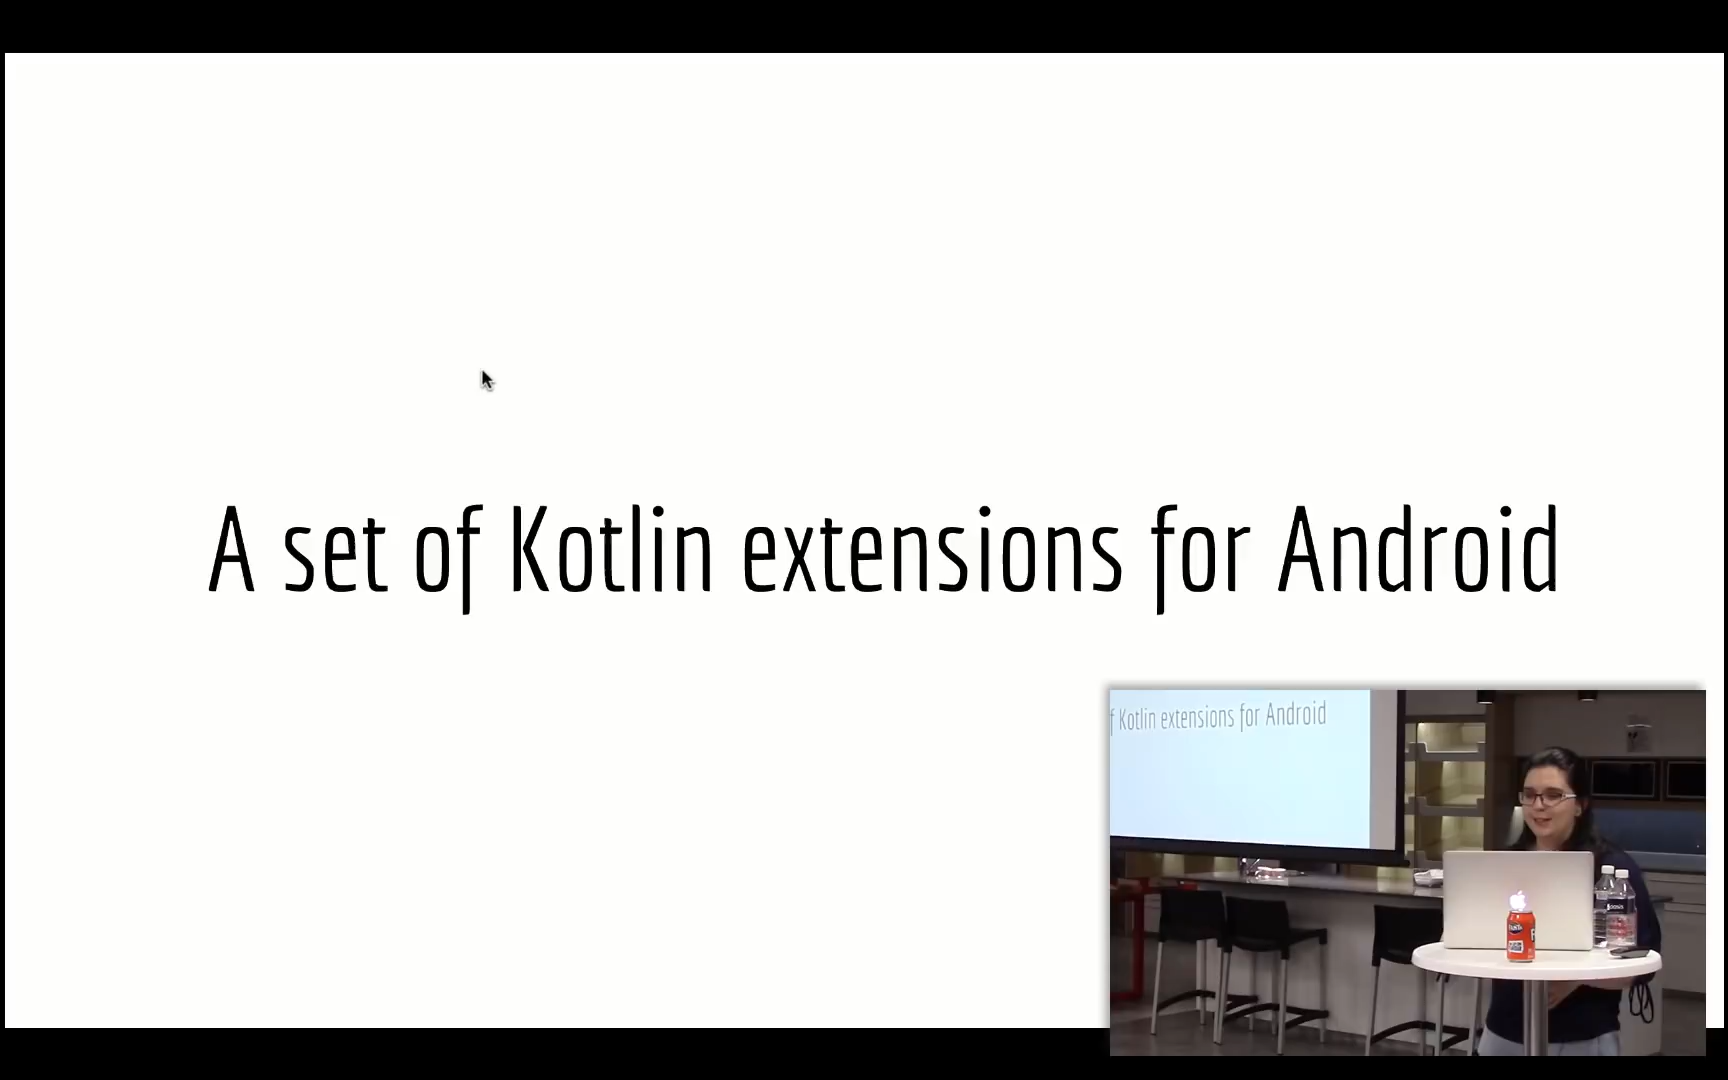 A set of Kotlin extensions for Android
f Kotlin extensions for Android